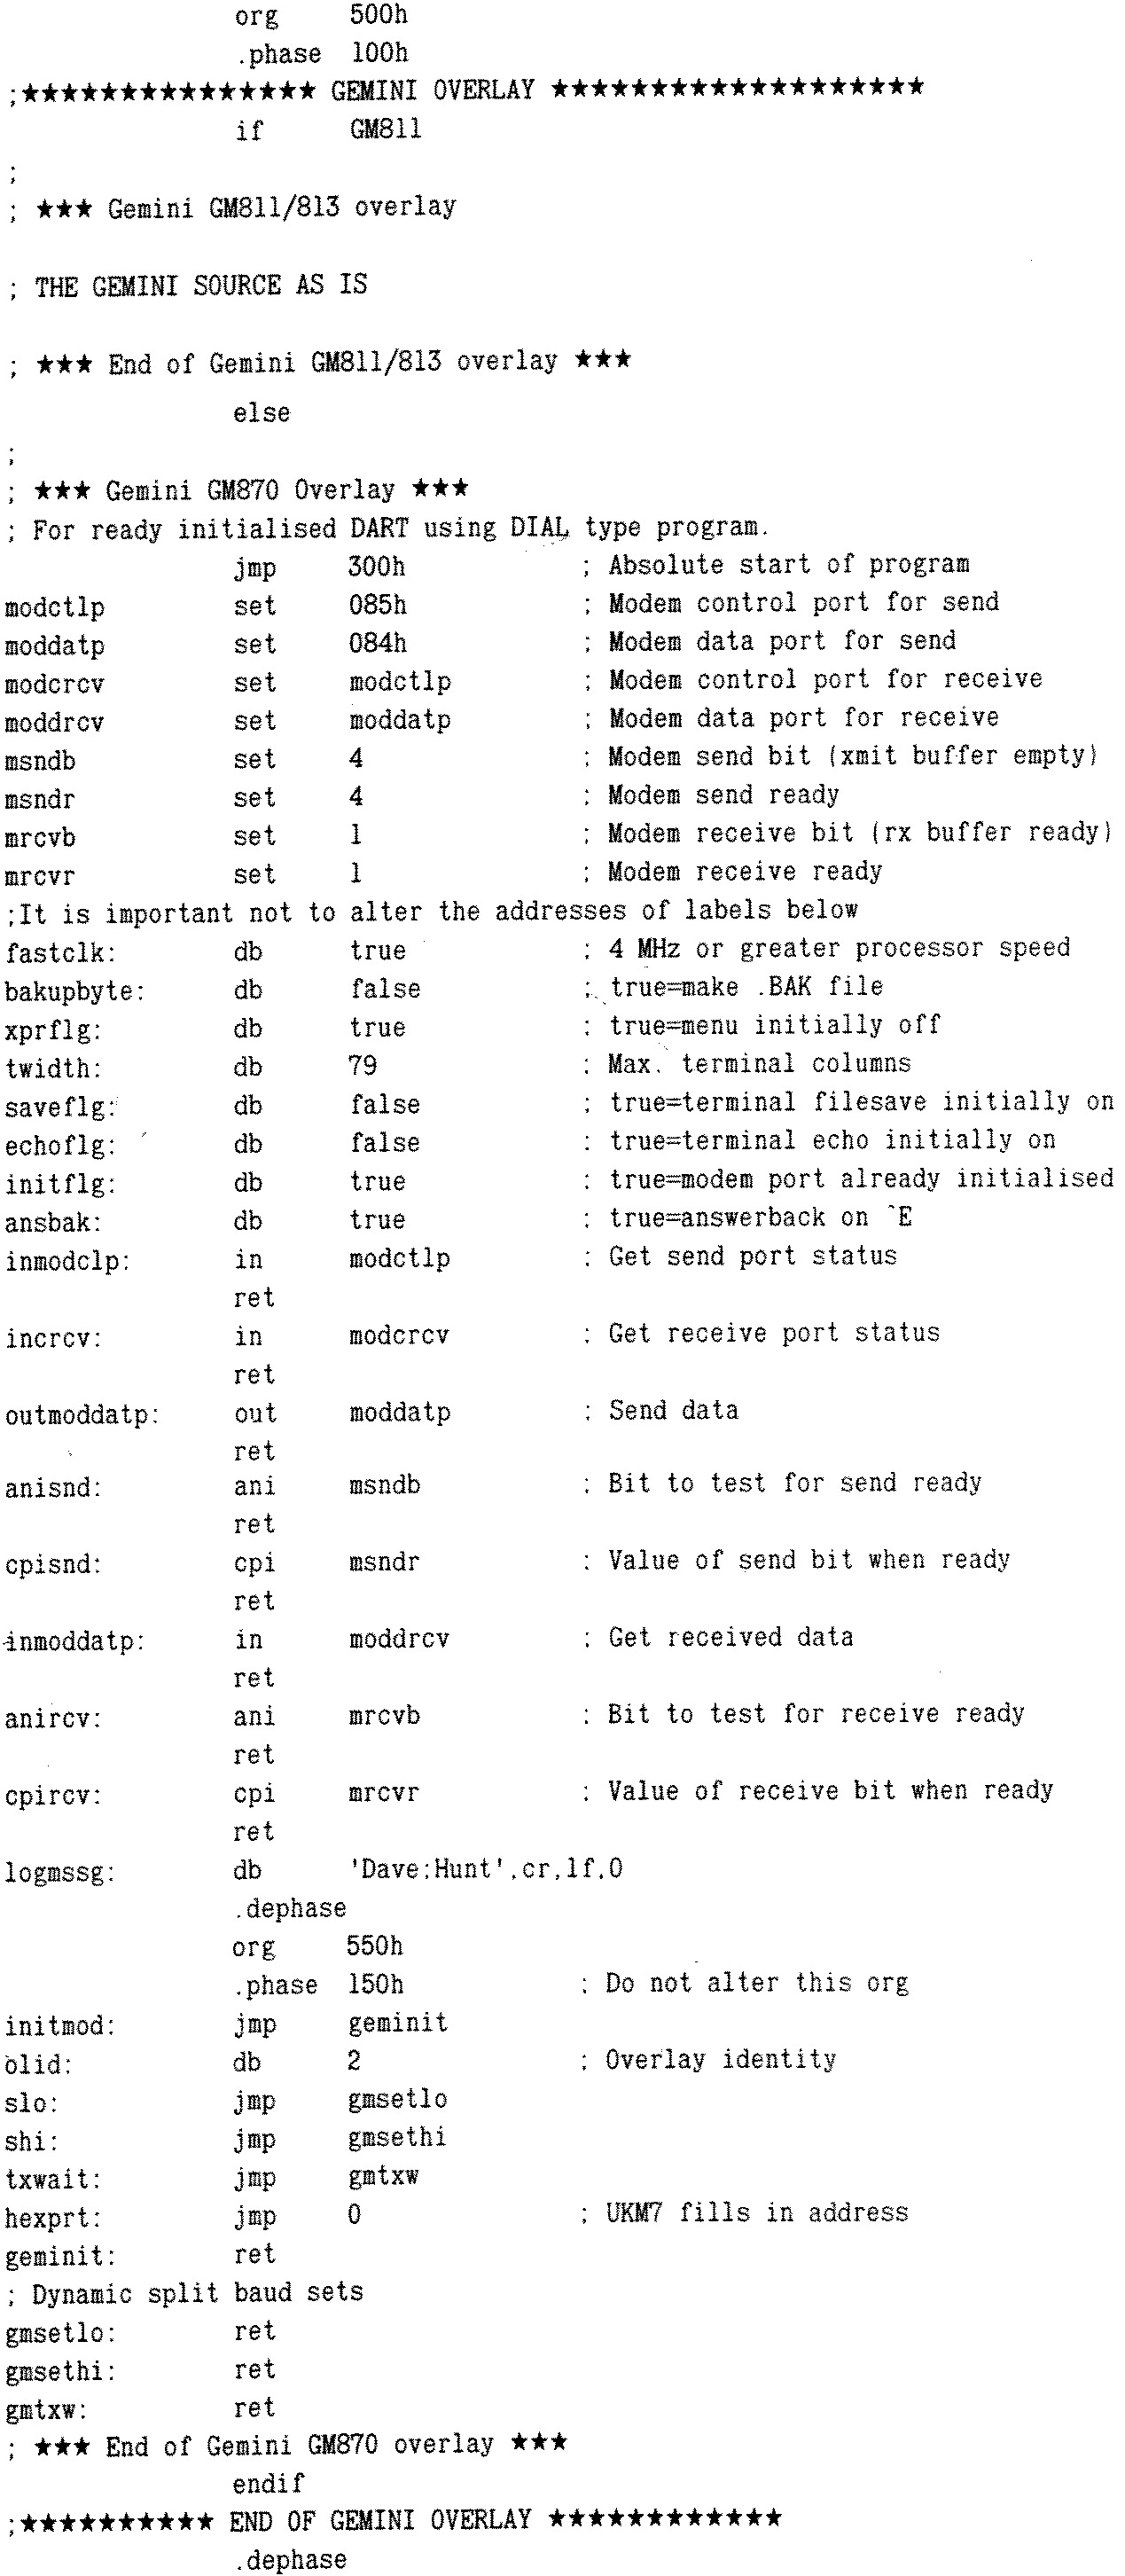 org 500h
.phase 100h
;★★★★★★★★★★★★★★★ GEMINI OVERLAY ★★★★★★★★★★★★★★★★★★★
if GM811
;
; ★★★ Gemini GM811/813 overlay
; THE GEMINI SOURCE AS IS
; ★★★ End of Gemini GM811/813 overlay ★★★
else
;
; ★★★ Gemini GM870 Overlay ★★★
; For ready initialised DART using DIAL type program.
jmp 300h ; Absolute start of program
modctlp set 085h ; Modem control port for send
moddatp set 084h ; Modem data port for send
modcrcv set modctlp ; Modem control port for receive
moddrcv set moddatp ; Modem data port for receive
msndb set 4 ; Modem send bit (xmit buffer empty)
msndr set 4 ; Modem send ready
mrcvb set 1 ; Modem receive bit (rx buffer ready)
mrcvr set 1 ; Modem receive ready
;It is important not to alter the addresses of labels below
fastclk: db true ; 4 MHz or greater processor speed
bakupbyte: db false ; true=make .BAK file
xprflg: db true ; true=menu initially off
twidth: db 79 ; Max. terminal columns
saveflg: db false ; true=terminal filesave initially on
echoflg: db false ; true=terminal echo initially on
initflg: db true ; true=modem port already initialised
ansbak: db true ; true=answerback on ^E
inmodclp: in modctlp ; Get send port status
ret
incrcv: in modcrcv ; Get receive port status
ret
outmoddatp: out moddatp ; Send data
ret
anisnd: ani msndb ; Bit to test for send ready
ret
cpisnd: cpi msndr ; Value of send bit when ready
ret
inmoddatp: in moddrcv ; Get received data
ret
anircv: ani mrcvb ; Bit to test for receive ready
ret
cpircv: cpi mrcvr ; Value of receive bit when ready
ret
logmssg: db 'Dave;Hunt',cr,lf,0
.dephase
org 550h
.phase 150h ; Do not alter this org
initmod: jmp geminit
olid: db 2 ; Overlay identity
slo: jmp gmsetlo
shi: jmp gmsethi
txwait: jmp gmtxw
hexprt: jmp 0 ; UKM7 fills in address
geminit: ret
; Dynamic split baud sets
gmsetlo: ret
gmsethi: ret
gmtxw: ret
; ★★★ End of Gemini GM870 overlay ★★★
endif
;★★★★★★★★★★ END OF GEMINI OVERLAY ★★★★★★★★★★★★
.dephase